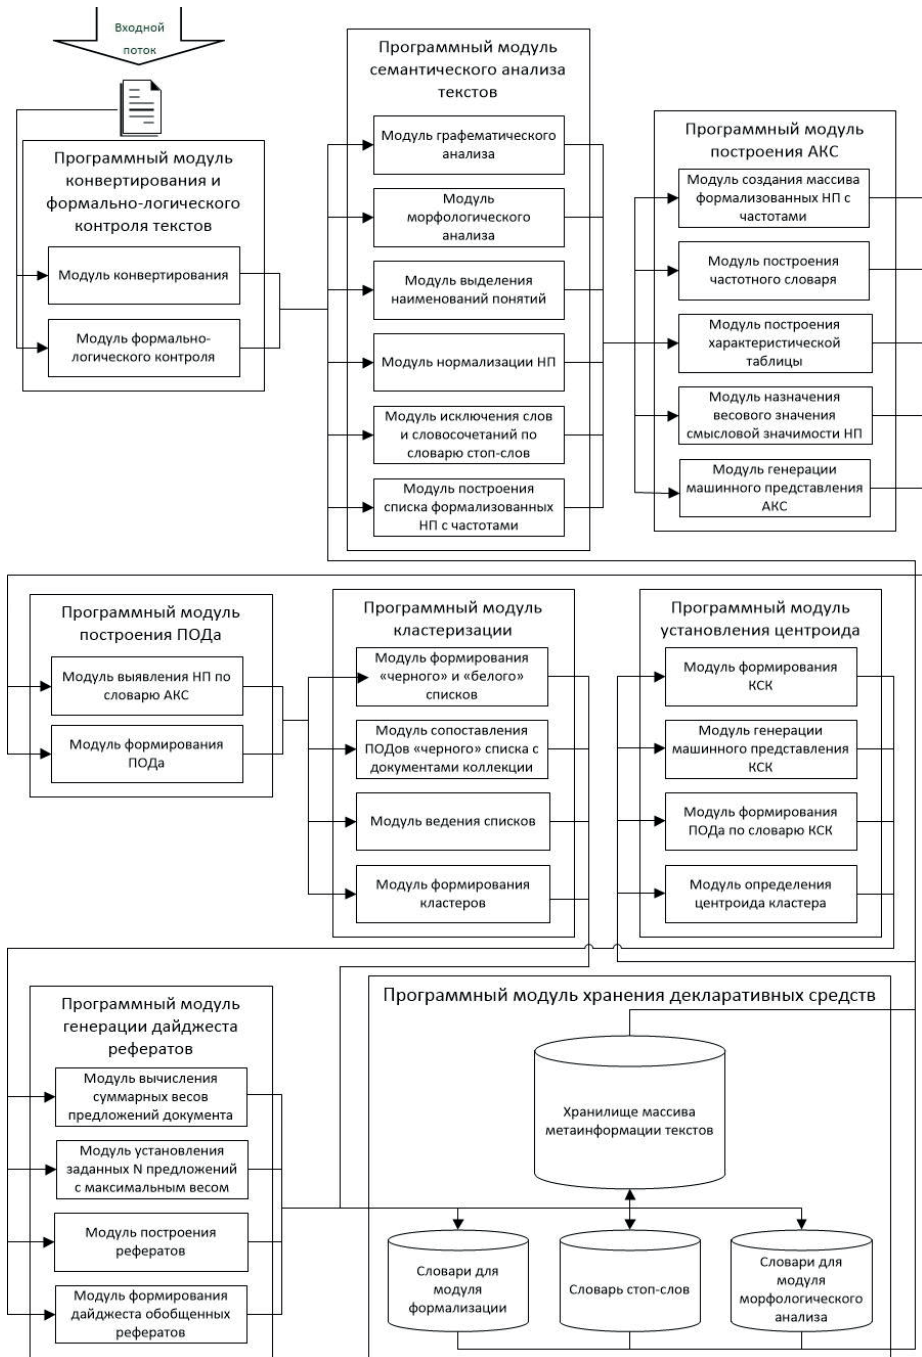 Входной
поток
Программный модуль
конвертирования и
формально-логического
контроля текстов
Модуль конвертирования
Модуль формально-
логического контроля
Программный модуль
семантического анализа
текстов
Модуль графематического
анализа
Модуль
морфологического
анализа
Модуль выделения
наименований понятий
Модуль нормализации НП
Модуль исключения слов
и словосочетаний по
словарю стоп-слов
Модуль построения
списка формализованных
НП с частотами
Программный модуль
построения АКС
Модуль создания массива
формализованных НП с
частотами
Модуль построения
частотного словаря
Модуль построения
характеристической
таблицы
Модуль назначения
весового значения
смысловой значимости НП
Модуль генерации
машинного представления
АКС
Программный модуль
построения ПОДа
Модуль выявления НП по
словарю АКС
Модуль формирования
ПОДа
Программный модуль
кластеризации
Модуль формирования
«черного» и «белого»
списков
Модуль сопоставления
ПОДов «черного» списка с
документами коллекции
Модуль ведения списков
Модуль формирования
кластеров
Программный модуль
установления центроида
Модуль формирования
КСК
Модуль генерации
машинного представления
КСК
Модуль формирования
ПОДа по словарю КСК
Модуль определения
центроида кластера
Программный модуль
генерации дайджеста
рефератов
Модуль вычисления
суммарных весов
предложений документа
Модуль установления
заданных N предложений
с максимальным весом
Модуль построения
рефератов
Модуль формирования
дайджеста обобщенных
рефератов
Программный модуль хранения декларативных средств
Хранилище массива
метаинформации текстов
Словари для
модуля
формализации
Словарь стоп-слов
Словари для
модуля
морфологического
анализа